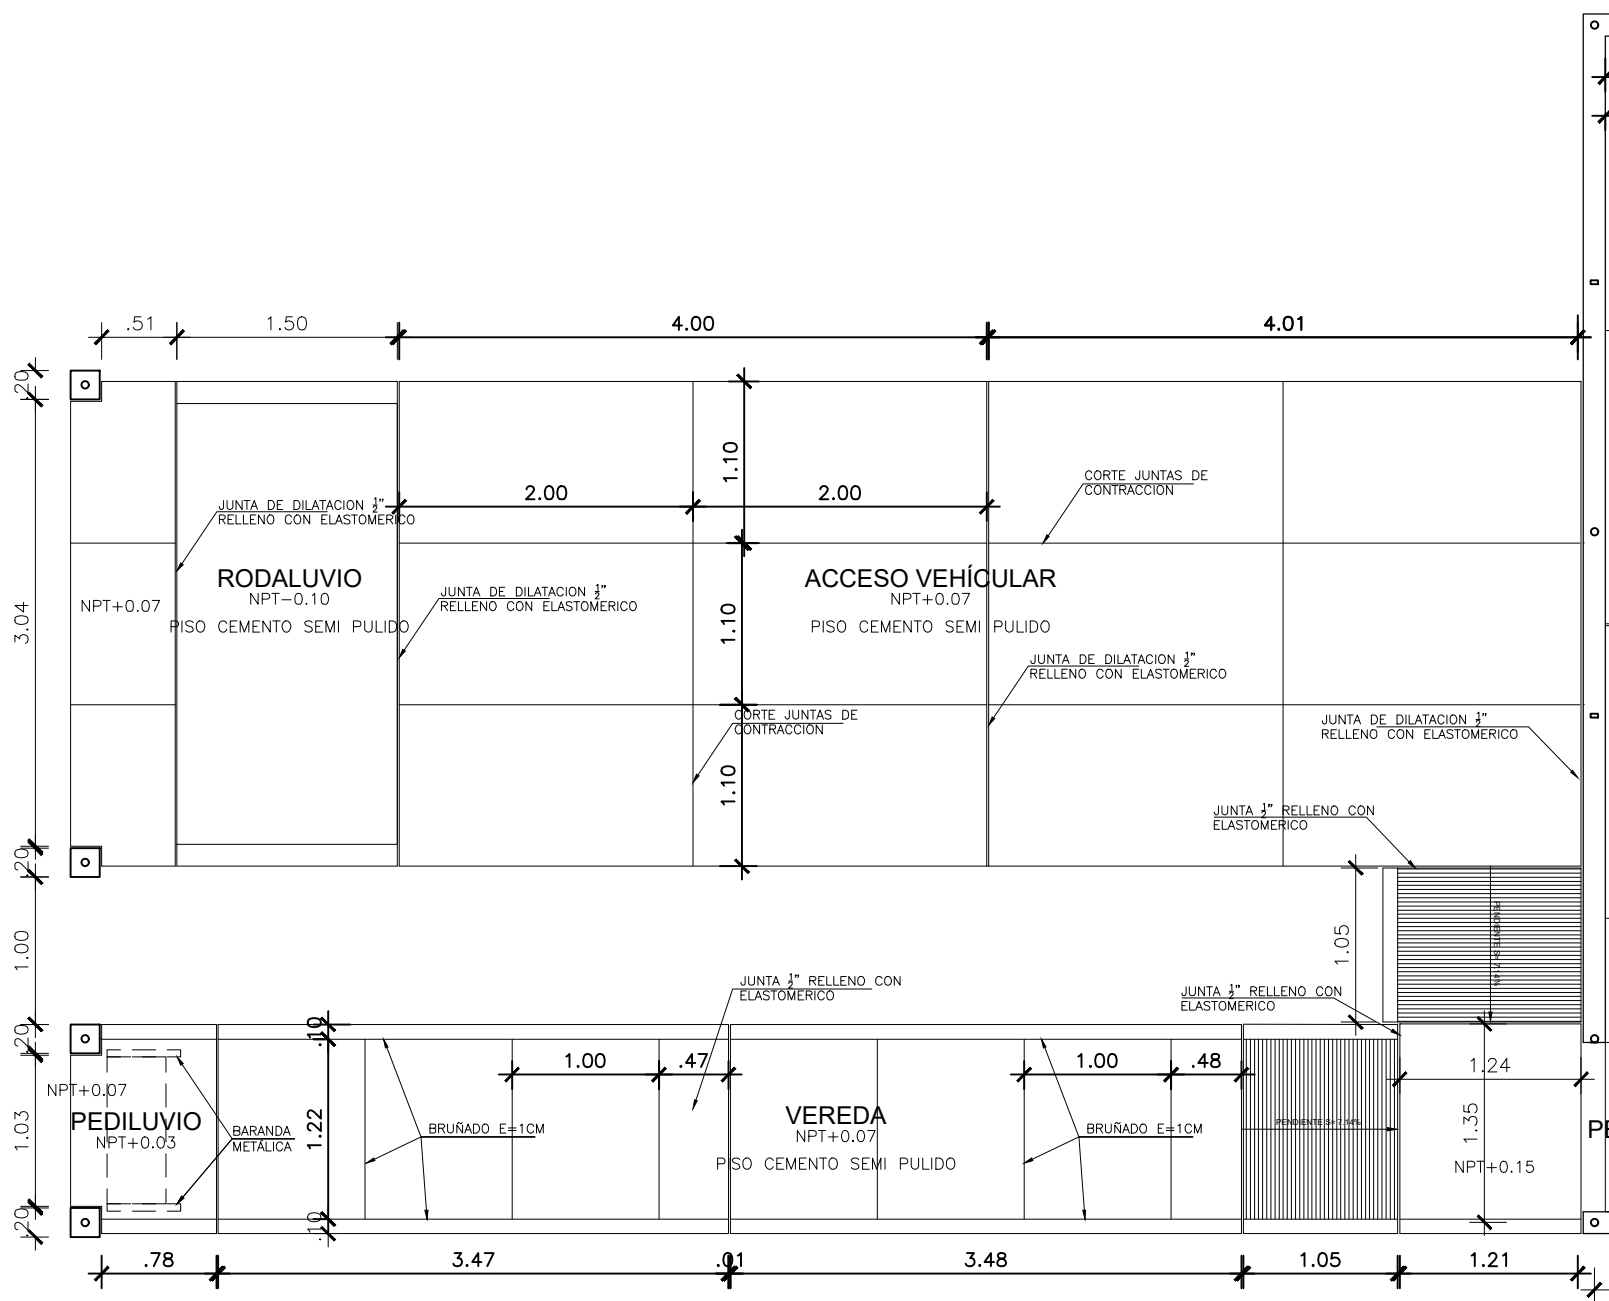 .51
1.50
4.00
4.01
.20
1.10
CORTE JUNTAS DE
CONTRACCION
2.00
2.00
JUNTA DE DILATACION ½"
RELLENO CON ELASTOMERICO
RODALUVIO
NPT-0.10
PISO CEMENTO SEMI PULIDO
NPT+0.07
3.04
JUNTA DE DILATACION ½"
RELLENO CON ELASTOMERICO
ACCESO VEHÍCULAR
NPT+0.07
PISO CEMENTO SEMI PULIDO
1.10
JUNTA DE DILATACION ½"
RELLENO CON ELASTOMERICO
CORTE JUNTAS DE
CONTRACCION
JUNTA DE DILATACION ½"
RELLENO CON ELASTOMERICO
1.10
JUNTA ½" RELLENO CON
ELASTOMERICO
.20
1.00
1.05
PENDIENTE S= 7.14%
JUNTA ½" RELLENO CON
ELASTOMERICO
JUNTA ½" RELLENO CON
ELASTOMERICO
.20
.10
1.00
.47
1.00
.48
1.24
NPT+0.07
PEDILUVIO
NPT+0.03
1.03
BARANDA
METÁLICA
1.22
BRUÑADO E=1CM
VEREDA
NPT+0.07
PISO CEMENTO SEMI PULIDO
BRUÑADO E=1CM
PENDIENTE S= 7.14%
1.35
NPT+0.15
PE
.20
.10
.78
3.47
.01
3.48
1.05
1.21